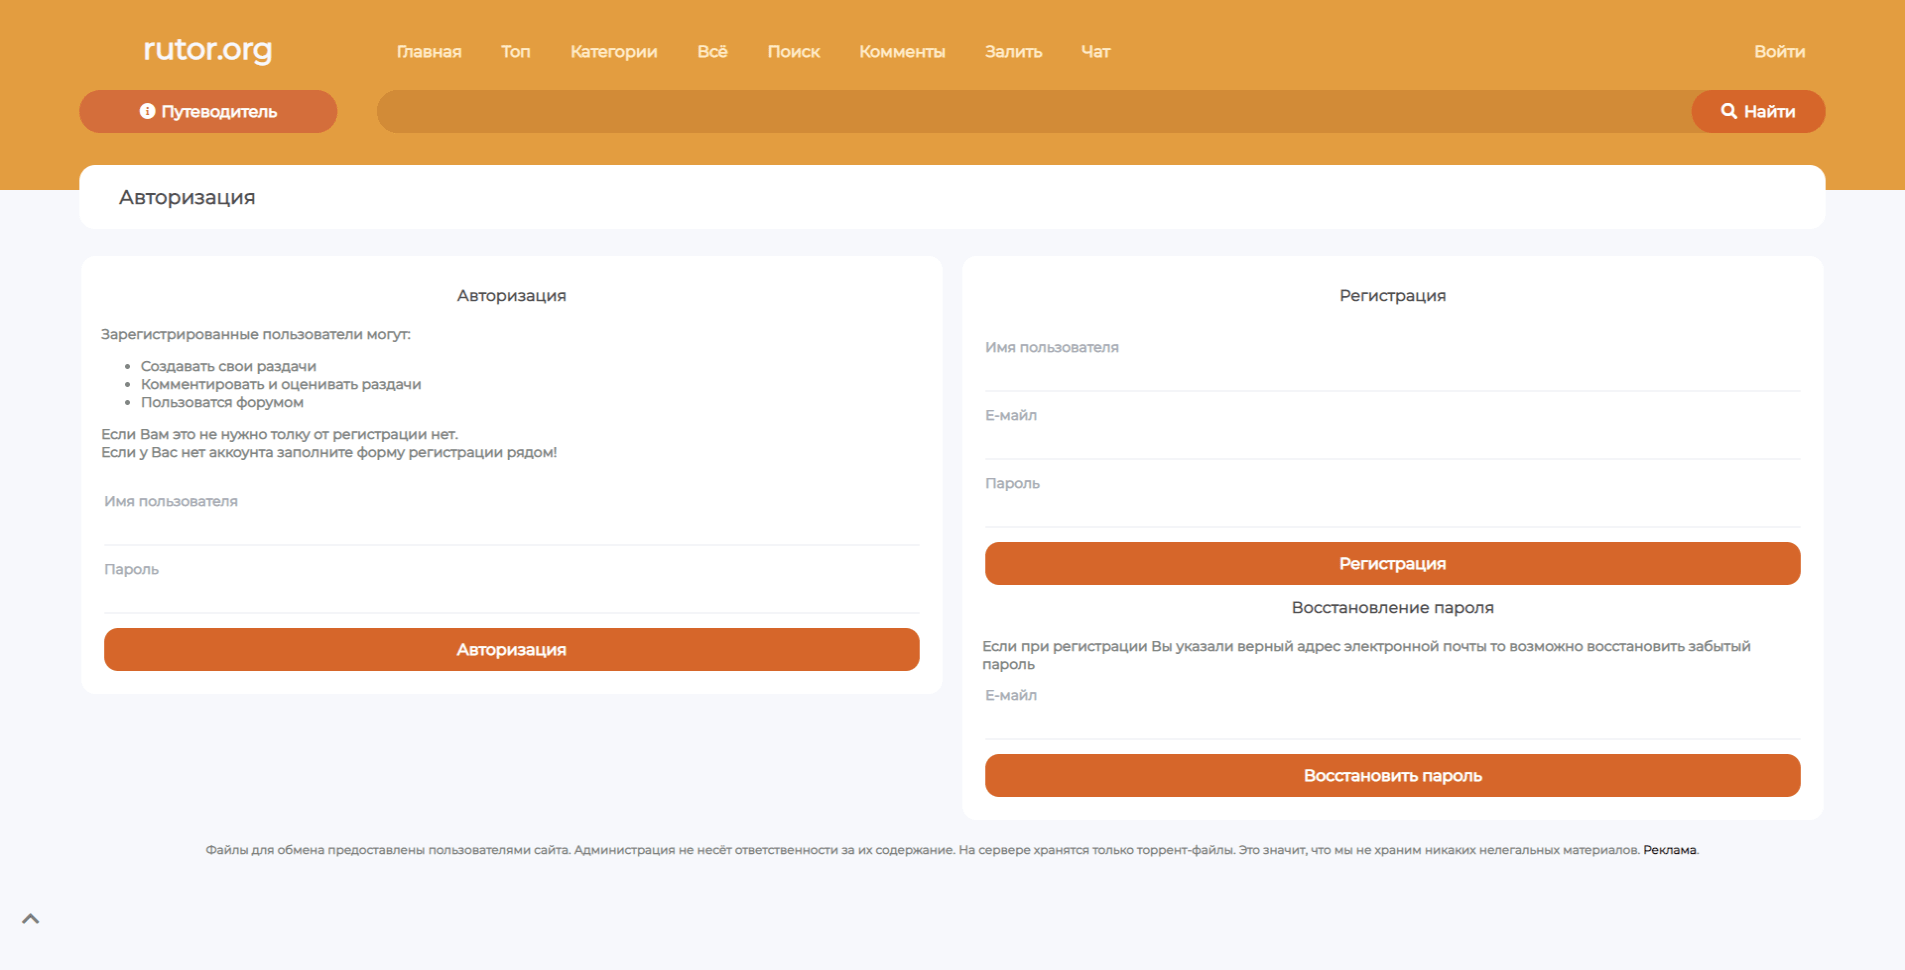 rutor.org
Главная Топ Категории Всё Поиск Комменты Залить Чат Войти
Путеводитель
Найти
Авторизация
Авторизация
Зарегистрированные пользователи могут:
Создавать свои раздачи
Комментировать и оценивать раздачи
Пользоватся форумом
Если Вам это не нужно толку от регистрации нет.
Если у Вас нет аккоунта заполните форму регистрации рядом!
Имя пользователя
Пароль
Авторизация
Регистрация
Имя пользователя
Е-майл
Пароль
Регистрация
Восстановление пароля
Если при регистрации Вы указали верный адрес электронной почты то возможно восстановить забытый
пароль
Е-майл
Восстановить пароль
Файлы для обмена предоставлены пользователями сайта. Администрация не несёт ответственности за их содержание. На сервере хранятся только торрент-файлы. Это значит, что мы не храним никаких нелегальных материалов. Реклама.